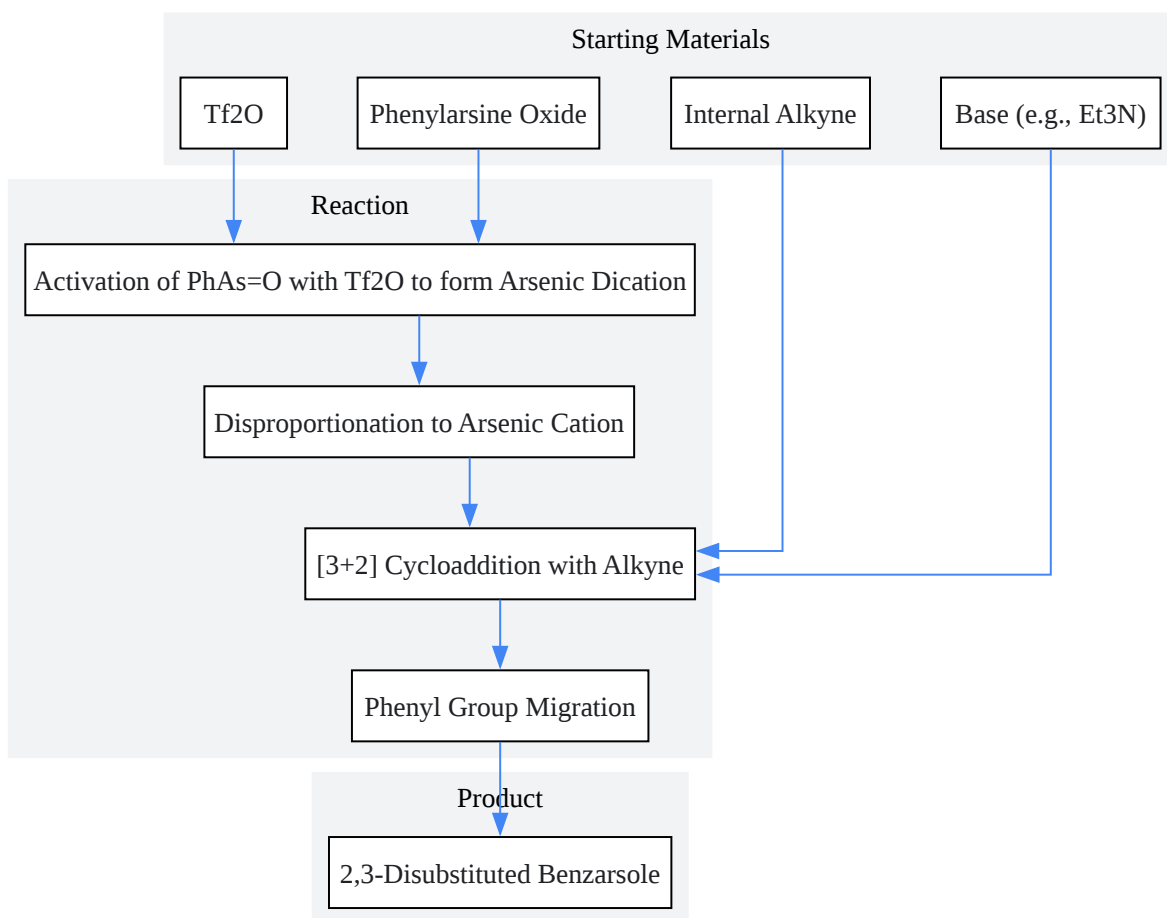 Starting Materials
Tf2O
Phenylarsine Oxide
Internal Alkyne
Base (e.g., Et3N)
Reaction
Activation of PhAs=O with Tf2O to form Arsenic Dication
Disproportionation to Arsenic Cation
[3+2] Cycloaddition with Alkyne
Phenyl Group Migration
Product
2,3-Disubstituted Benzarsole